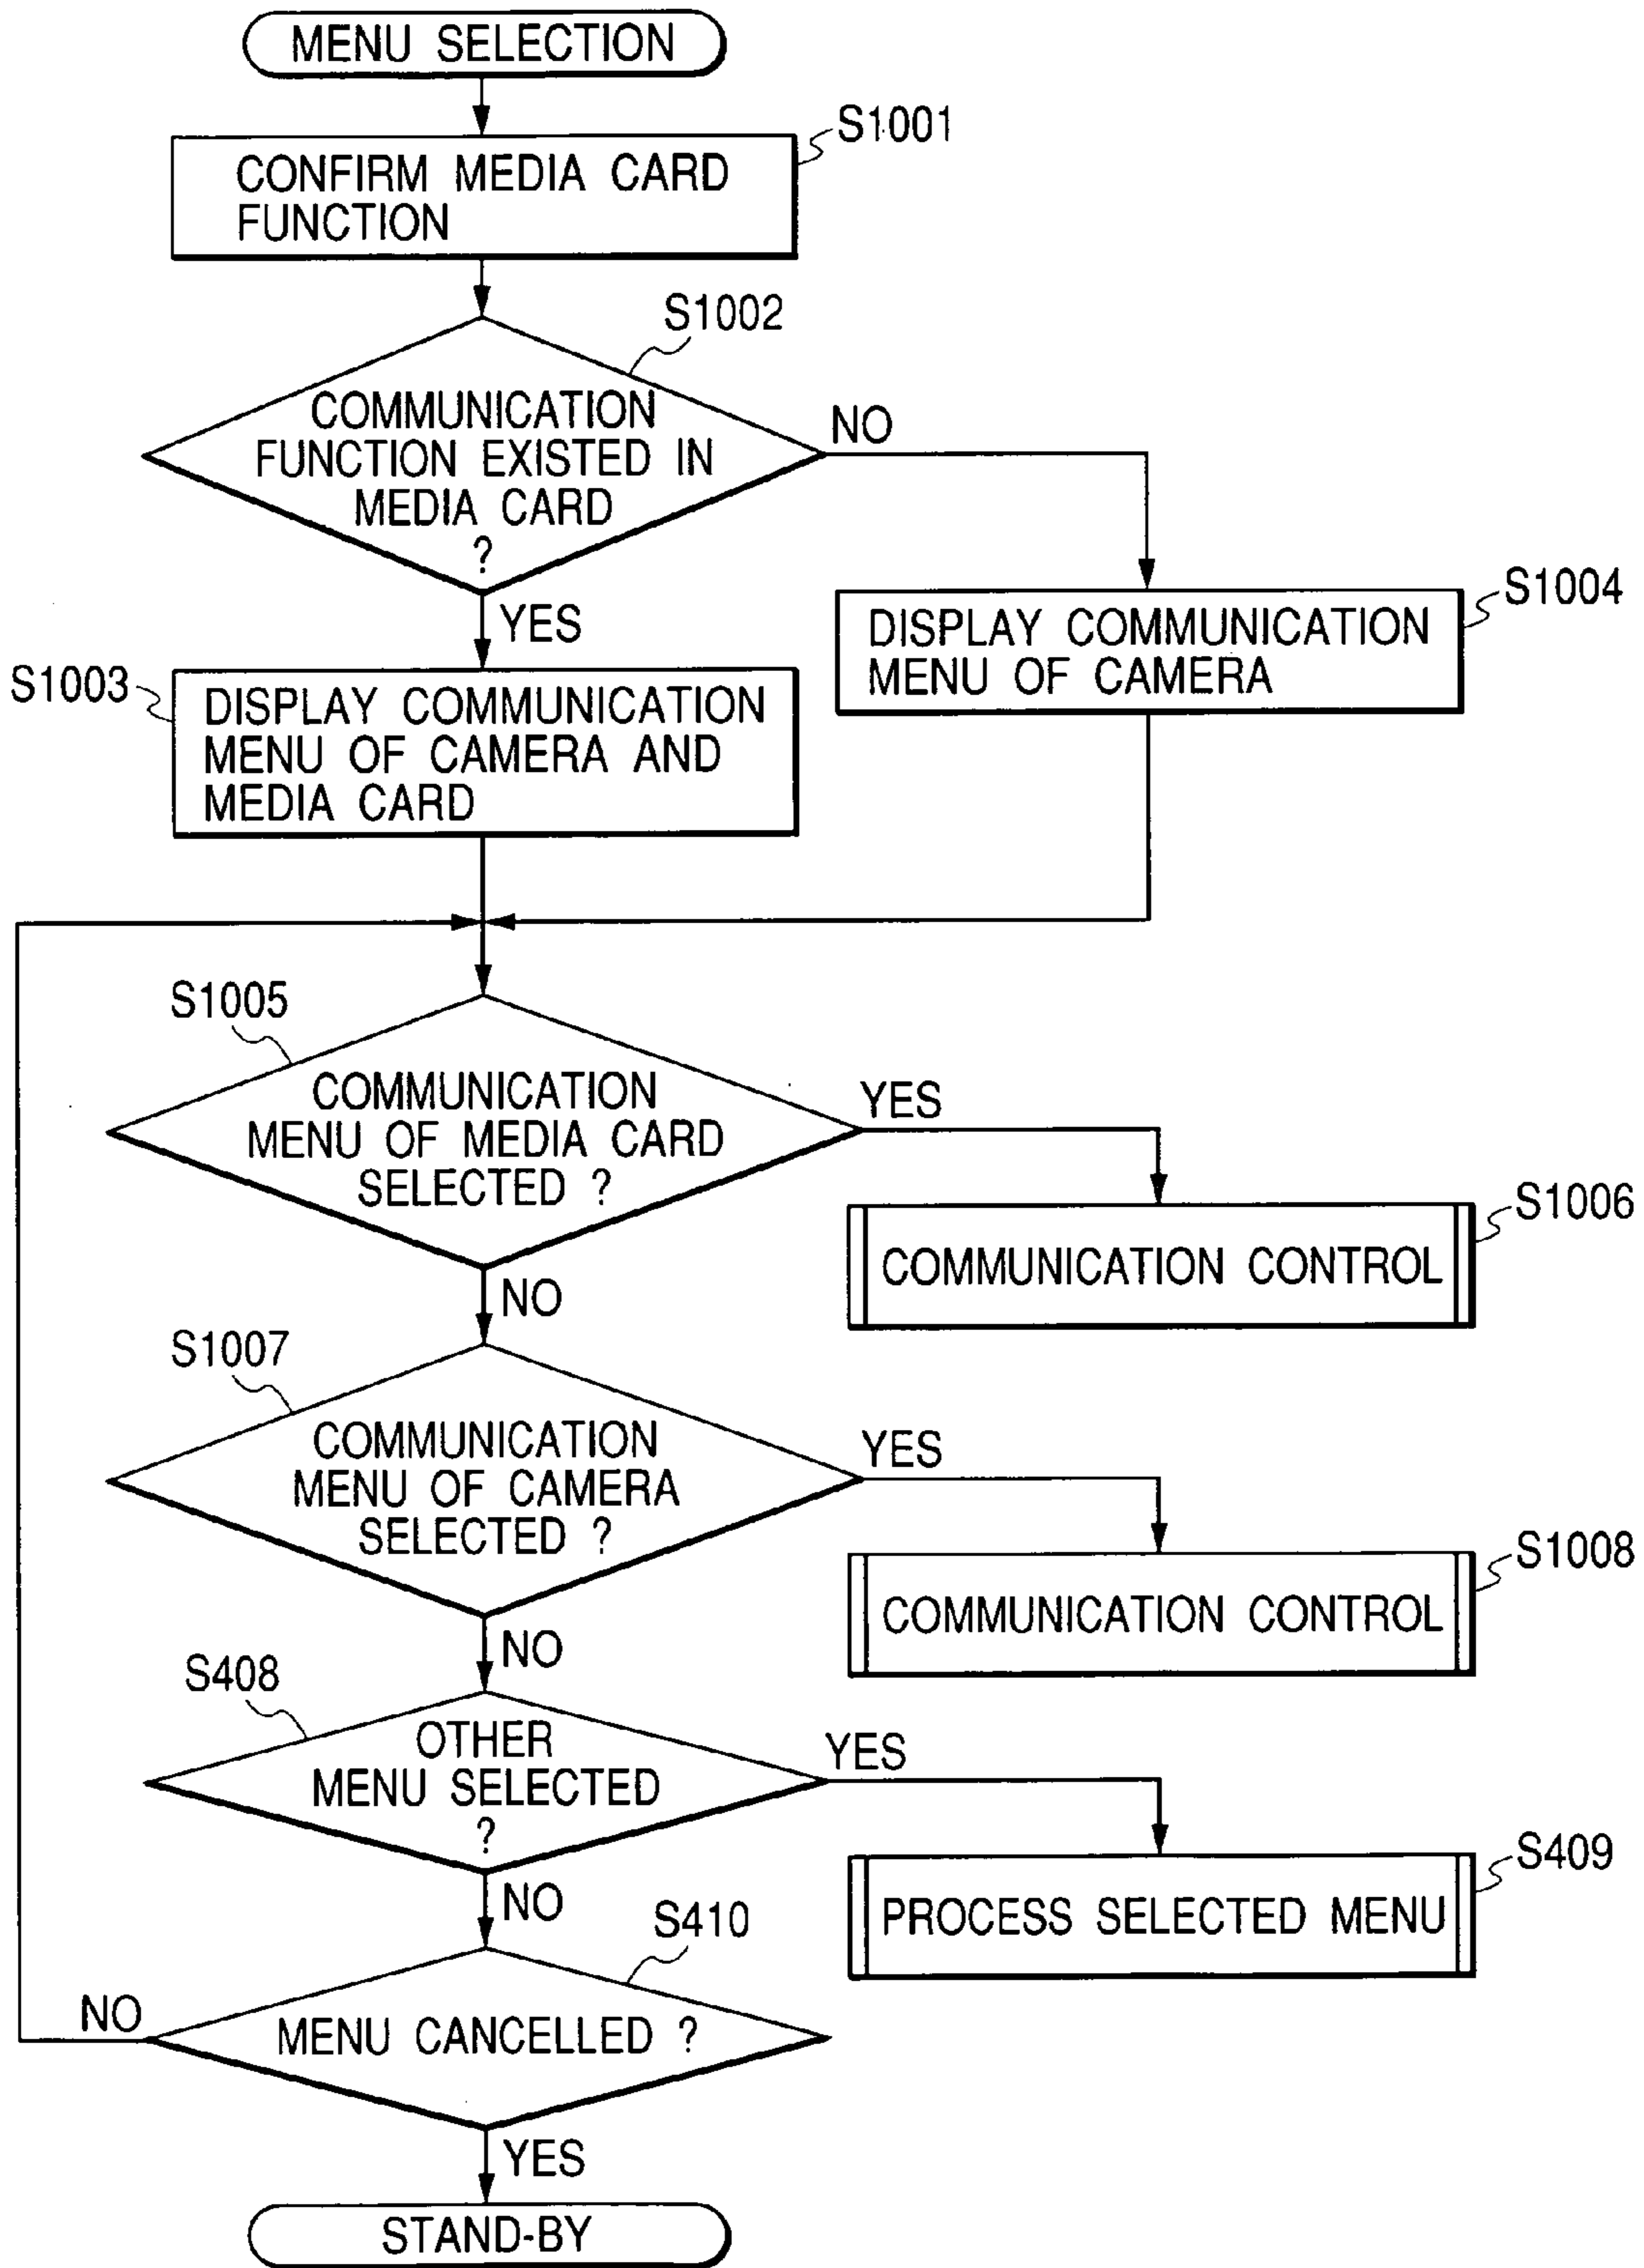 MENU SELECTION
S1001
CONFIRM MEDIA CARD
FUNCTION
S1002
COMMUNICATION
FUNCTION EXISTED IN
MEDIA CARD
?
NO
YES
S1004
DISPLAY COMMUNICATION
MENU OF CAMERA
S1003
DISPLAY COMMUNICATION
MENU OF CAMERA AND
MEDIA CARD
S1005
COMMUNICATION
MENU OF MEDIA CARD
SELECTED ?
YES
S1006
COMMUNICATION CONTROL
NO
S1007
COMMUNICATION
MENU OF CAMERA
SELECTED ?
YES
S1008
COMMUNICATION CONTROL
NO
S408
OTHER
MENU SELECTED
?
YES
S409
PROCESS SELECTED MENU
NO
S410
MENU CANCELLED ?
NO
YES
STAND-BY